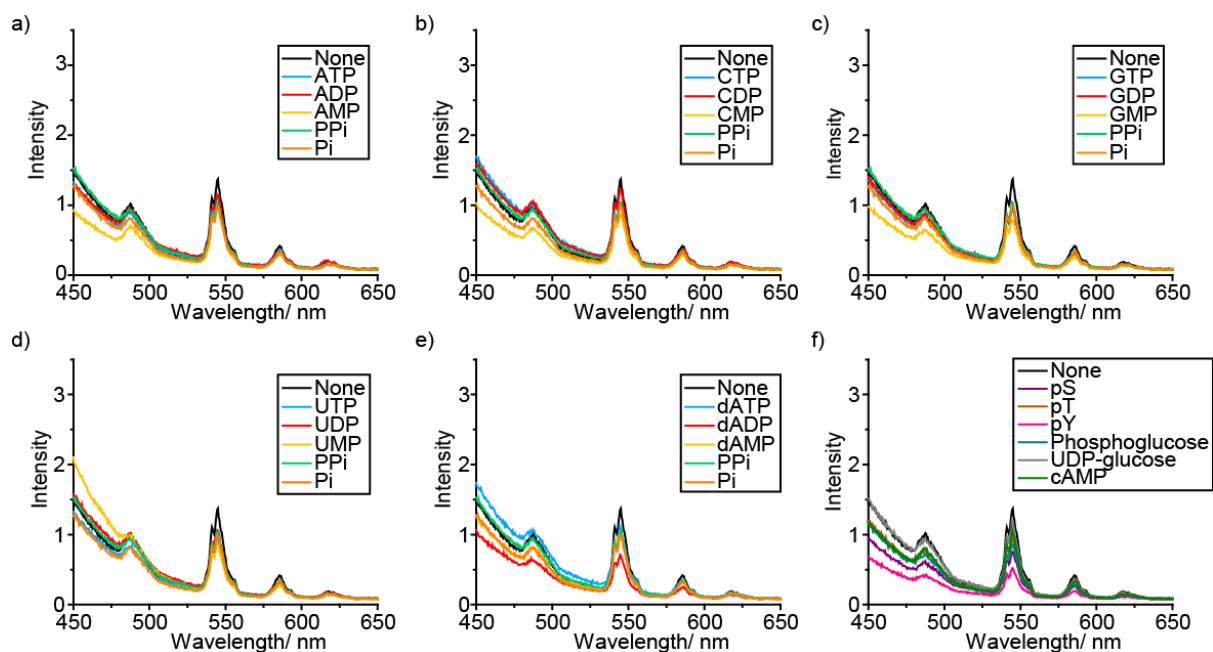 a)
Intensity
3
2
1
0
450 500 550 600 650
Wavelength/ nm
None
ATP
ADP
AMP
PPi
Pi
b)
Intensity
3
2
1
0
450 500 550 600 650
Wavelength/ nm
None
CTP
CDP
CMP
PPi
Pi
c)
Intensity
3
2
1
0
450 500 550 600 650
Wavelength/ nm
None
GTP
GDP
GMP
PPi
Pi
d)
Intensity
3
2
1
0
450 500 550 600 650
Wavelength/ nm
None
UTP
UDP
UMP
PPi
Pi
e)
Intensity
3
2
1
0
450 500 550 600 650
Wavelength/ nm
None
dATP
dADP
dAMP
PPi
Pi
f)
Intensity
3
2
1
0
450 500 550 600 650
Wavelength/ nm
None
pS
pT
pY
Phosphoglucose
UDP-glucose
cAMP